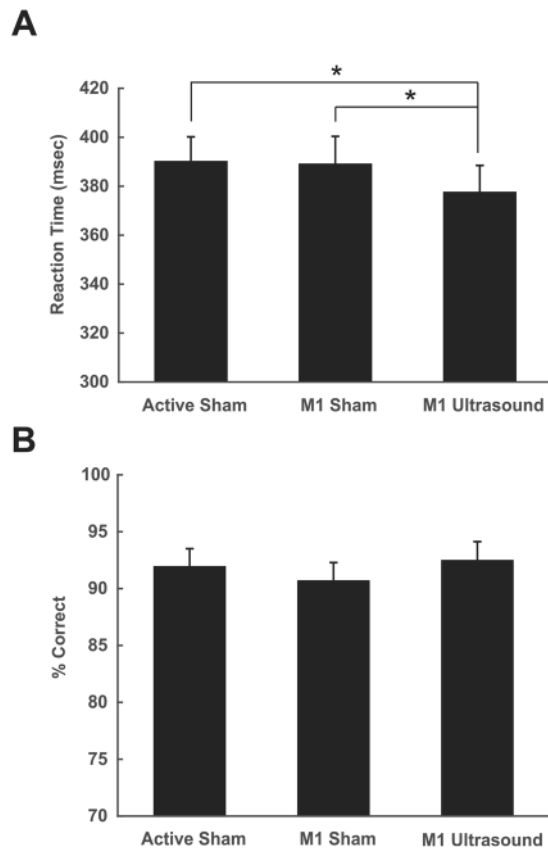 A
*
*
420
400
380
360
340
320
300
Reaction Time (msec)
Active Sham M1 Sham M1 Ultrasound
B
100
95
90
85
80
75
70
% Correct
Active Sham M1 Sham M1 Ultrasound